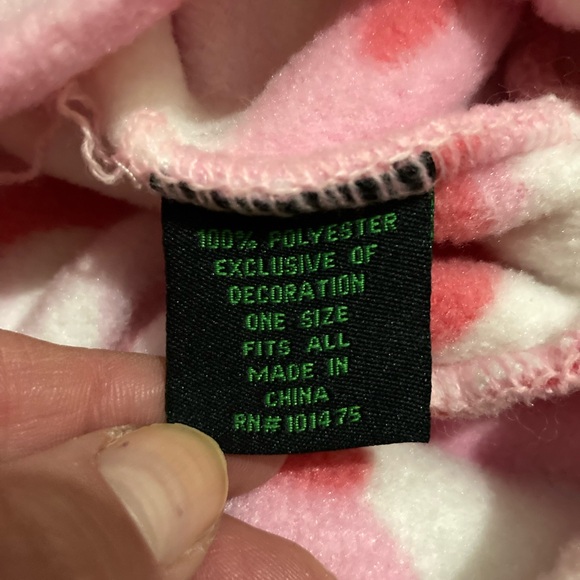 100% POLYESTER
EXCLUSIVE OF
DECORATION
ONE SIZE
FITS ALL
MADE IN
CHINA
RN# 101475